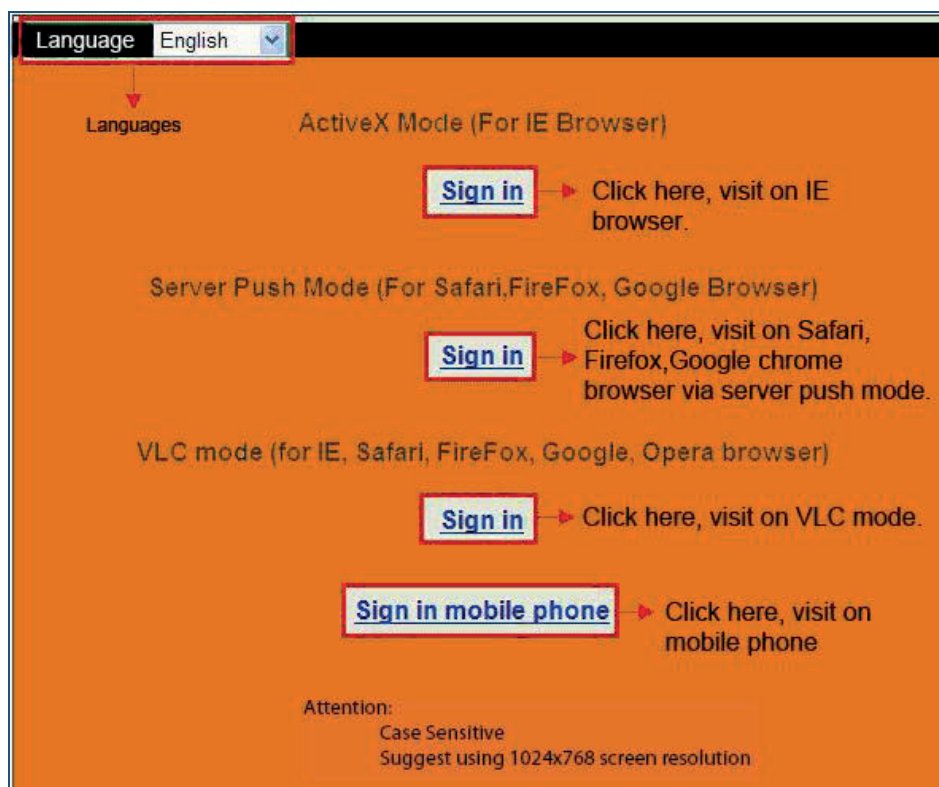 Language English
Languages
ActiveX Mode (For IE Browser)
Sign in
Click here, visit on IE
browser.
Server Push Mode (For Safari,FireFox, Google Browser)
Sign in
Click here, visit on Safari,
Firefox,Google chrome
browser via server push mode.
VLC mode (for IE, Safari, FireFox, Google, Opera browser)
Sign in
Click here, visit on VLC mode.
Sign in mobile phone
Click here, visit on
mobile phone
Attention:
Case Sensitive
Suggest using 1024x768 screen resolution